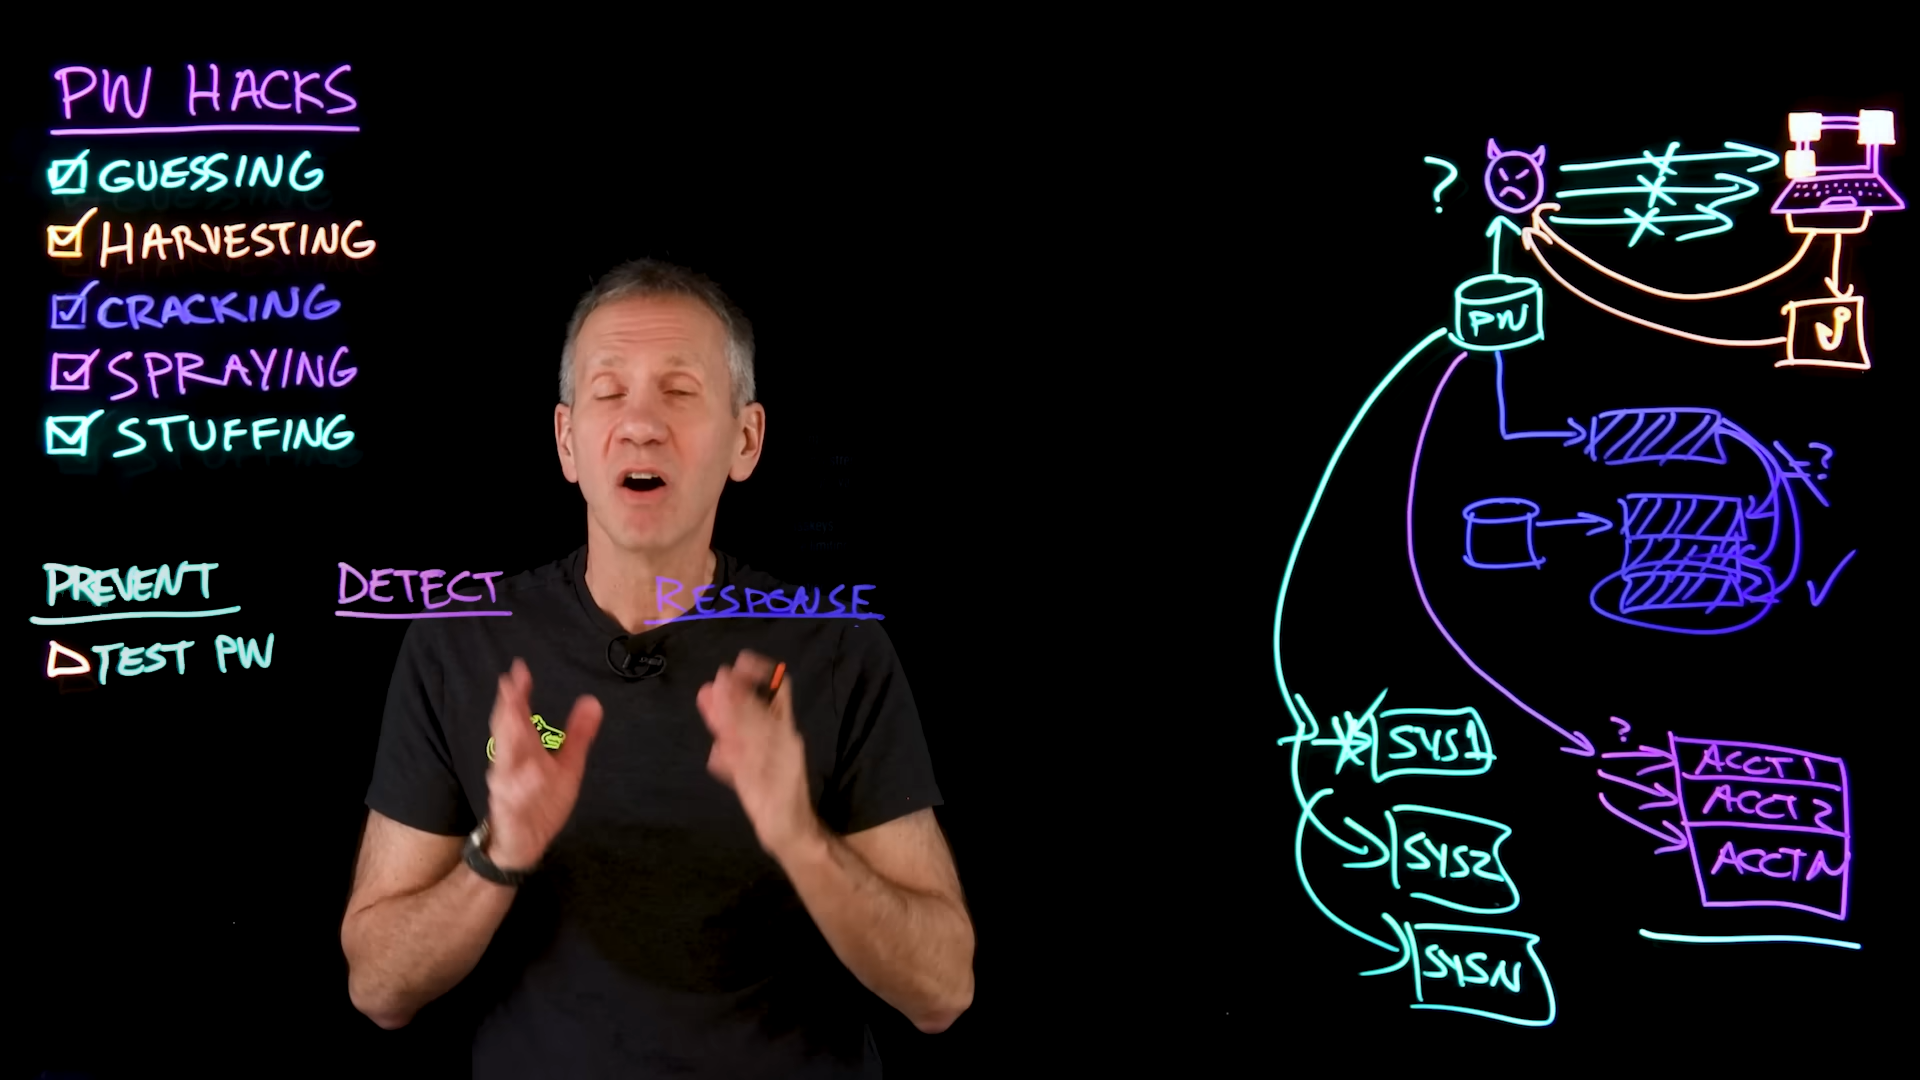 PW HACKS
GUESSING
HARVESTING
CRACKING
SPRAYING
STUFFING
PREVENT
TEST PW
DETECT
RESPONSE
?
PW
?
SYS1
SYS2
SYSN
?
ACCT 1
ACCT 2
ACCT N